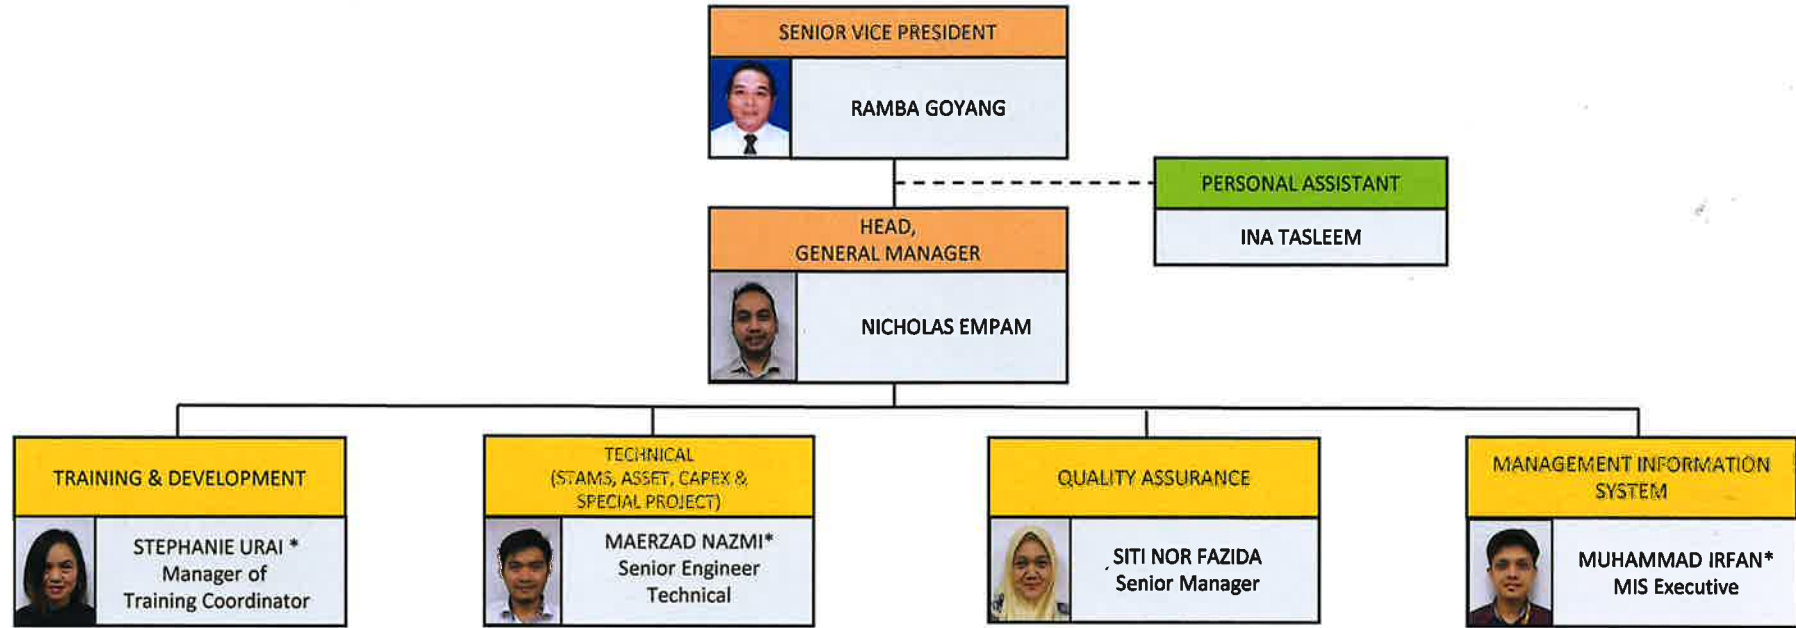 SENIOR VICE PRESIDENT
RAMBA GOYANG
PERSONAL ASSISTANT
INA TASLEEM
HEAD,
GENERAL MANAGER
NICHOLAS EMPAM
TRAINING & DEVELOPMENT
STEPHANIE URAI *
Manager of
Training Coordinator
TECHNICAL
(STAMS, ASSET, CAPEX &
SPECIAL PROJECT)
MAERZAD NAZMI*
Senior Engineer
Technical
QUALITY ASSURANCE
SITI NOR FAZIDA
Senior Manager
MANAGEMENT INFORMATION
SYSTEM
MUHAMMAD IRFAN*
MIS Executive